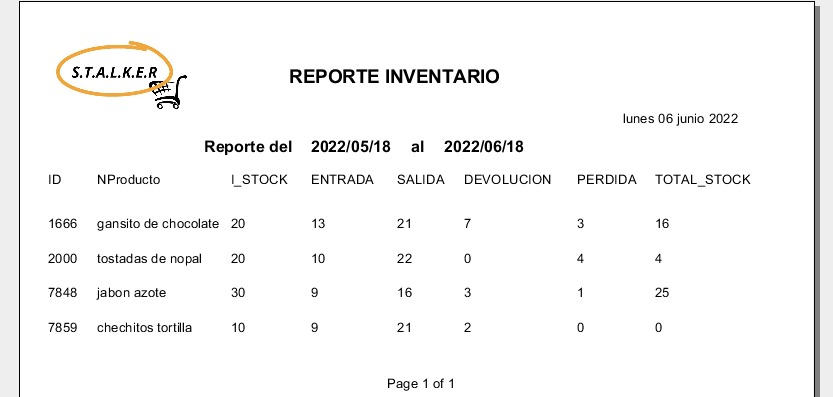 S.T.A.L.K.E.R
REPORTE INVENTARIO
lunes 06 junio 2022
Reporte del 2022/05/18 al 2022/06/18
ID NProducto I_STOCK ENTRADA SALIDA DEVOLUCION PERDIDA TOTAL_STOCK
1666 gansito de chocolate 20 13 21 7 3 16
2000 tostadas de nopal 20 10 22 0 4 4
7848 jabon azote 30 9 16 3 1 25
7859 chechitos tortilla 10 9 21 2 0 0
Page 1 of 1